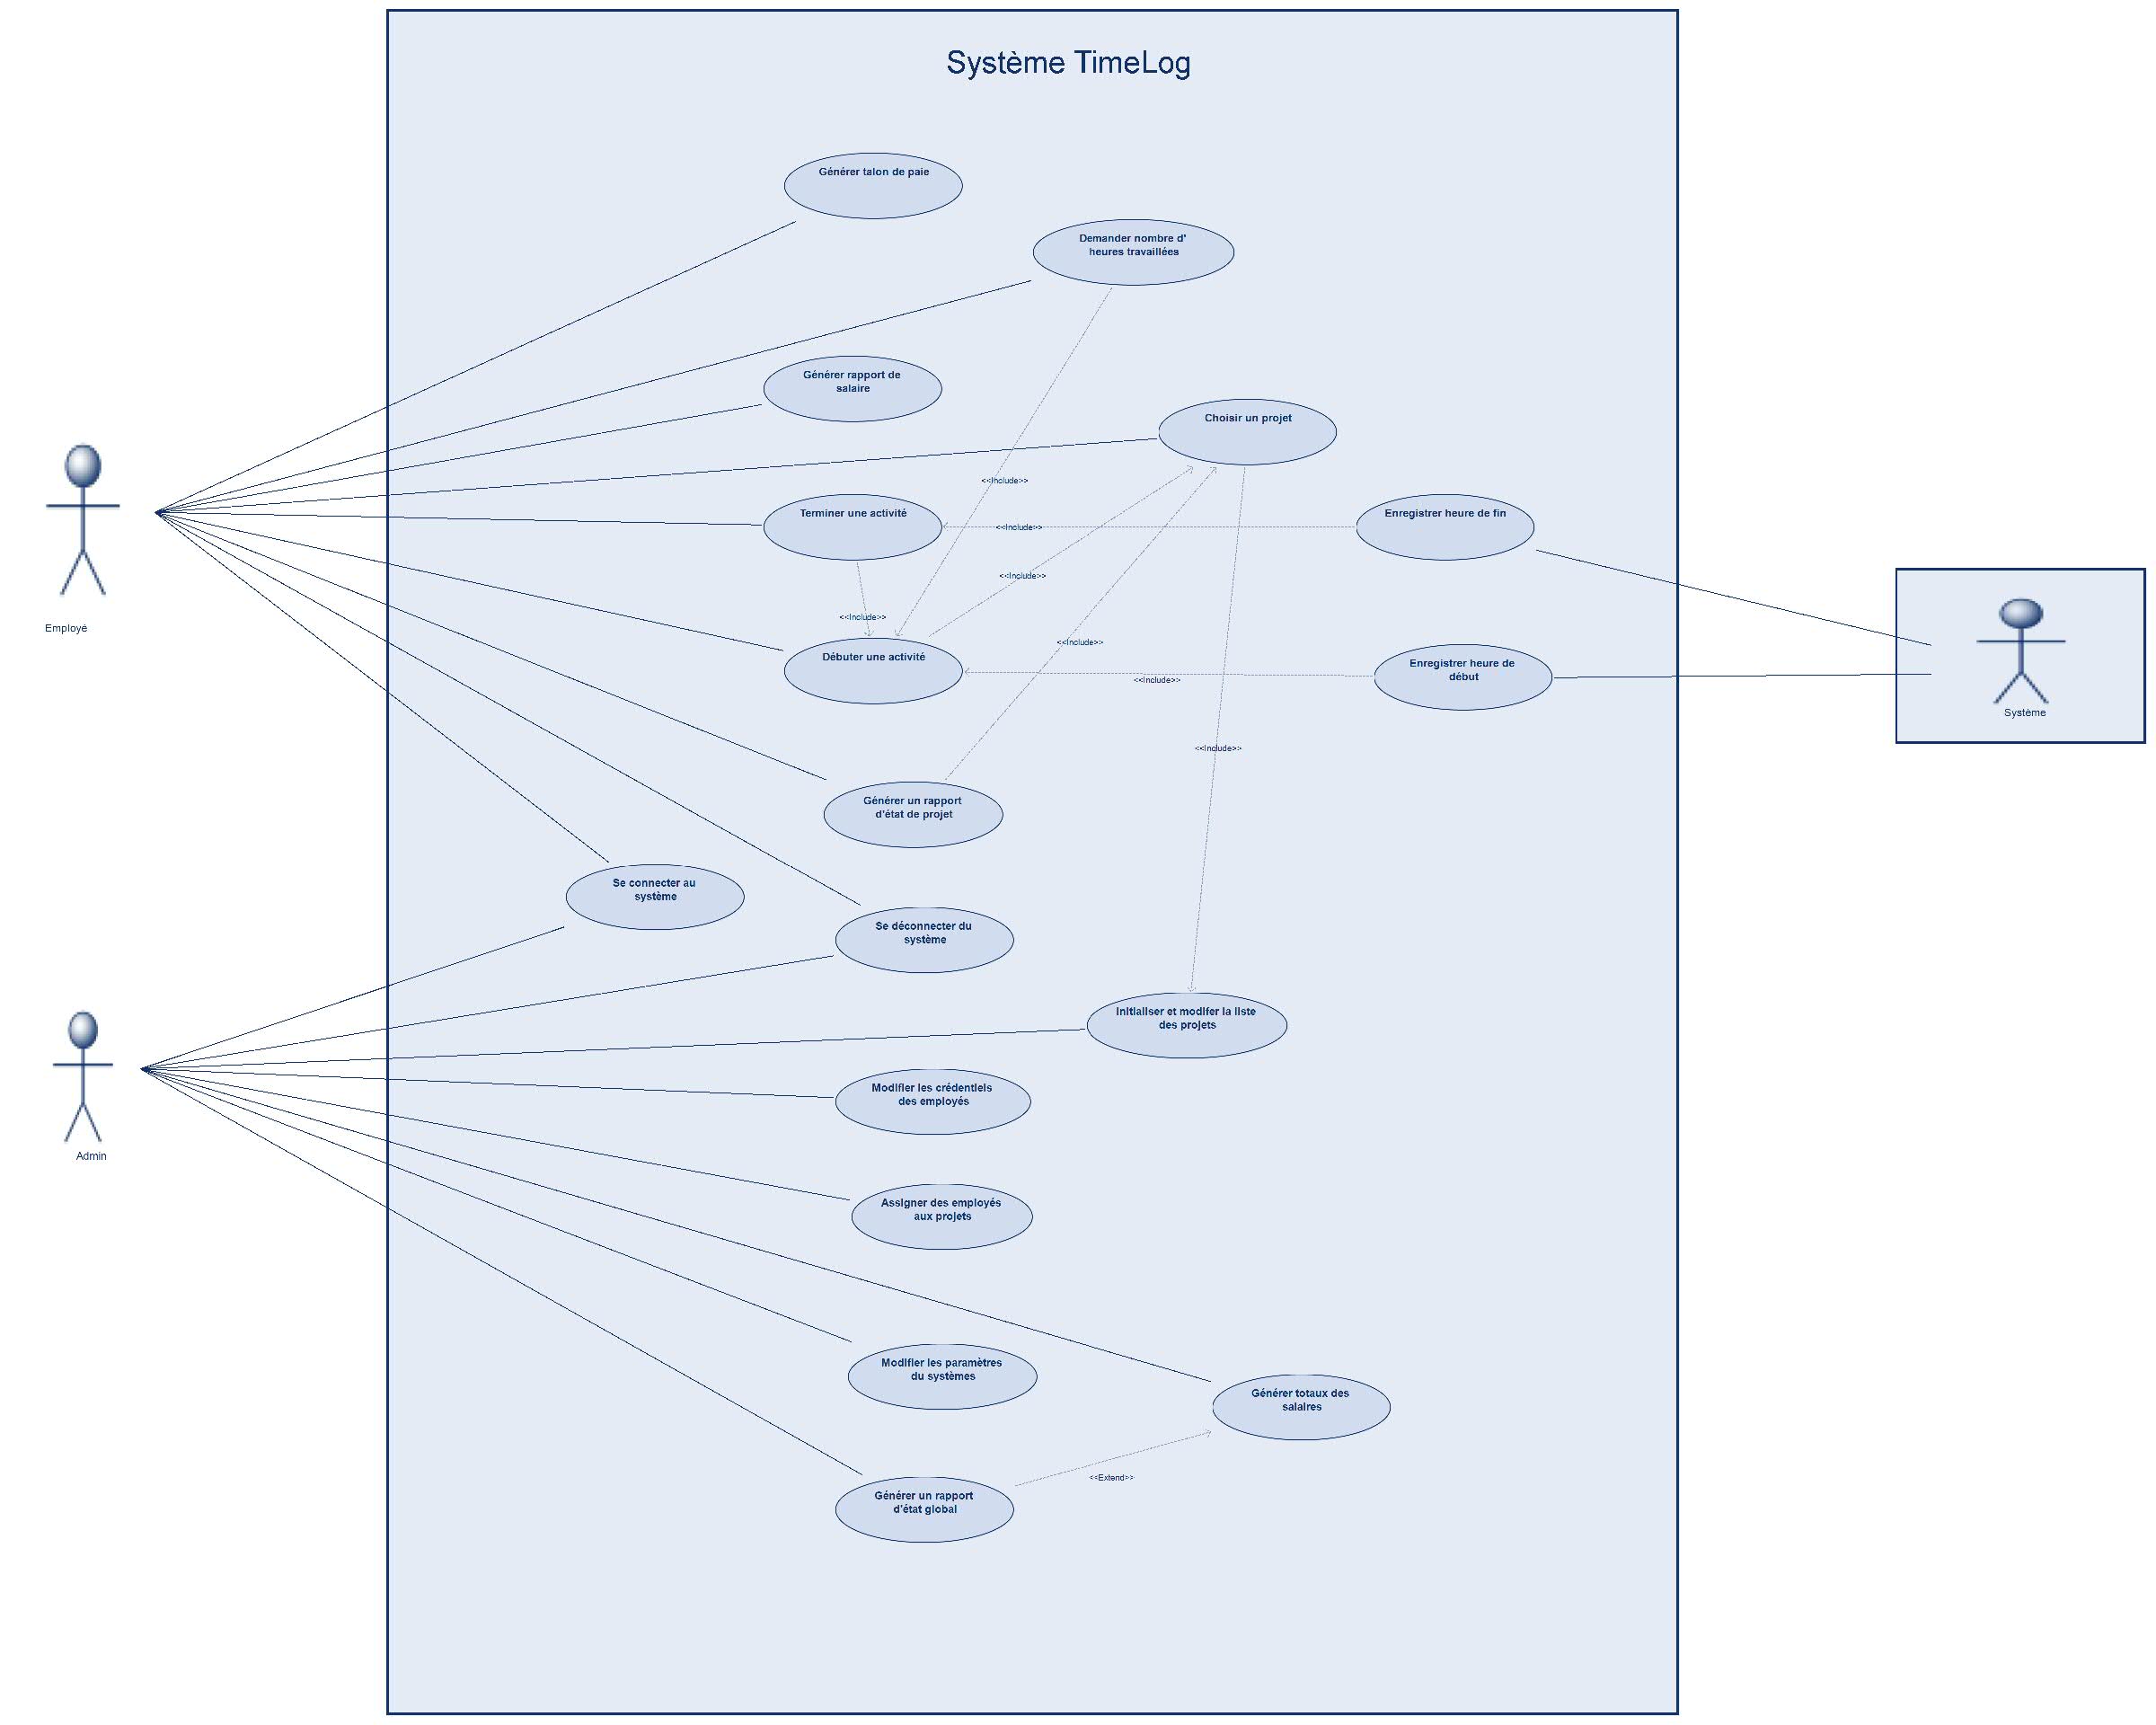 Système TimeLog
Générer talon de paie
Demander nombre d'
heures travaillées
Générer rapport de
salaire
Choisir un projet
<<Include>>
Terminer une activité
<<Include>>
Enregistrer heure de fin
<<Include>>
<<Include>>
Employé
<<Include>>
Débuter une activité
<<Include>>
Enregistrer heure de
début
Système
<<Include>>
Générer un rapport
d'état de projet
Se connecter au
système
Se déconnecter du
système
Initialiser et modifer la liste
des projets
Modifier les crédentiels
des employés
Admin
Assigner des employés
aux projets
Modifier les paramètres
du systèmes
Générer totaux des
salaires
<<Extend>>
Générer un rapport
d'état global